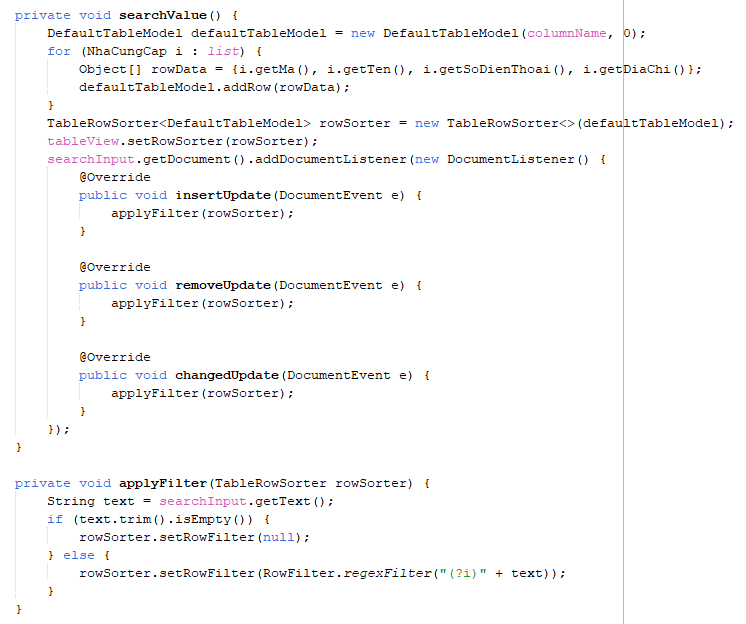 private void searchValue() {
    DefaultTableModel defaultTableModel = new DefaultTableModel(columnName, 0);
    for (NhaCungCap i : list) {
        Object[] rowData = {i.getMa(), i.getTen(), i.getSoDienThoai(), i.getDiaChi()};
        defaultTableModel.addRow(rowData);
    }
    TableRowSorter<DefaultTableModel> rowSorter = new TableRowSorter<>(defaultTableModel);
    tableView.setRowSorter(rowSorter);
    searchInput.getDocument().addDocumentListener(new DocumentListener() {
        @Override
        public void insertUpdate(DocumentEvent e) {
            applyFilter(rowSorter);
        }

        @Override
        public void removeUpdate(DocumentEvent e) {
            applyFilter(rowSorter);
        }

        @Override
        public void changedUpdate(DocumentEvent e) {
            applyFilter(rowSorter);
        }
    });
}

private void applyFilter(TableRowSorter rowSorter) {
    String text = searchInput.getText();
    if (text.trim().isEmpty()) {
        rowSorter.setRowFilter(null);
    } else {
        rowSorter.setRowFilter(RowFilter.regexFilter("(?i)" + text));
    }
}